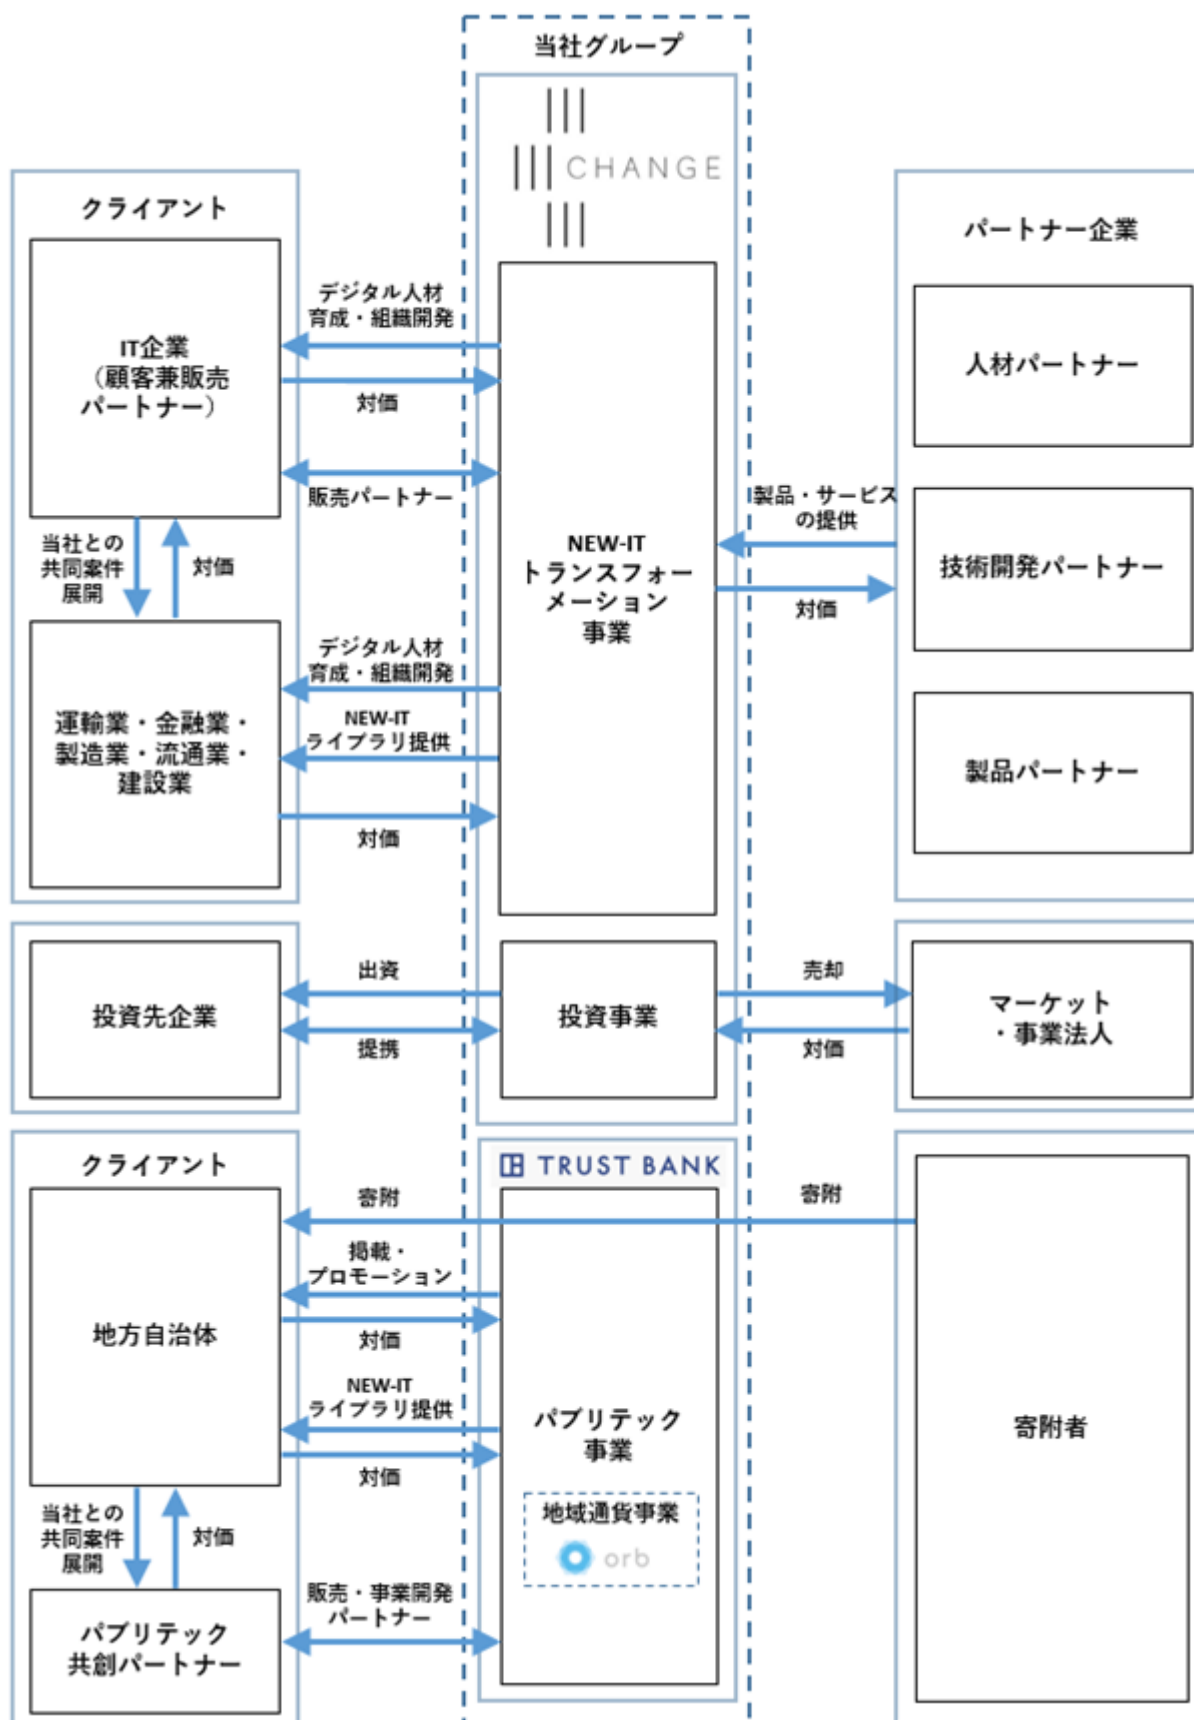 当社グループ
CHANGE
クライアント
IT企業
（顧客兼販売
パートナー）
デジタル人材
育成・組織開発
対価
販売パートナー
当社との
共同案件
展開
対価
運輸業・金融業・
製造業・流通業・
建設業
デジタル人材
育成・組織開発
NEW-IT
ライブラリ提供
対価
NEW-IT
トランスフォー
メーション
事業
パートナー企業
人材パートナー
製品・サービス
の提供
対価
技術開発パートナー
製品パートナー
投資先企業
出資
提携
投資事業
売却
対価
マーケット
・事業法人
クライアント
TRUST BANK
寄附
寄附
掲載・
プロモーション
対価
地方自治体
NEW-IT
ライブラリ提供
対価
パブリテック
事業
地域通貨事業
orb
寄附者
当社との
共同案件
展開
対価
販売・事業開発
パートナー
パブリテック
共創パートナー